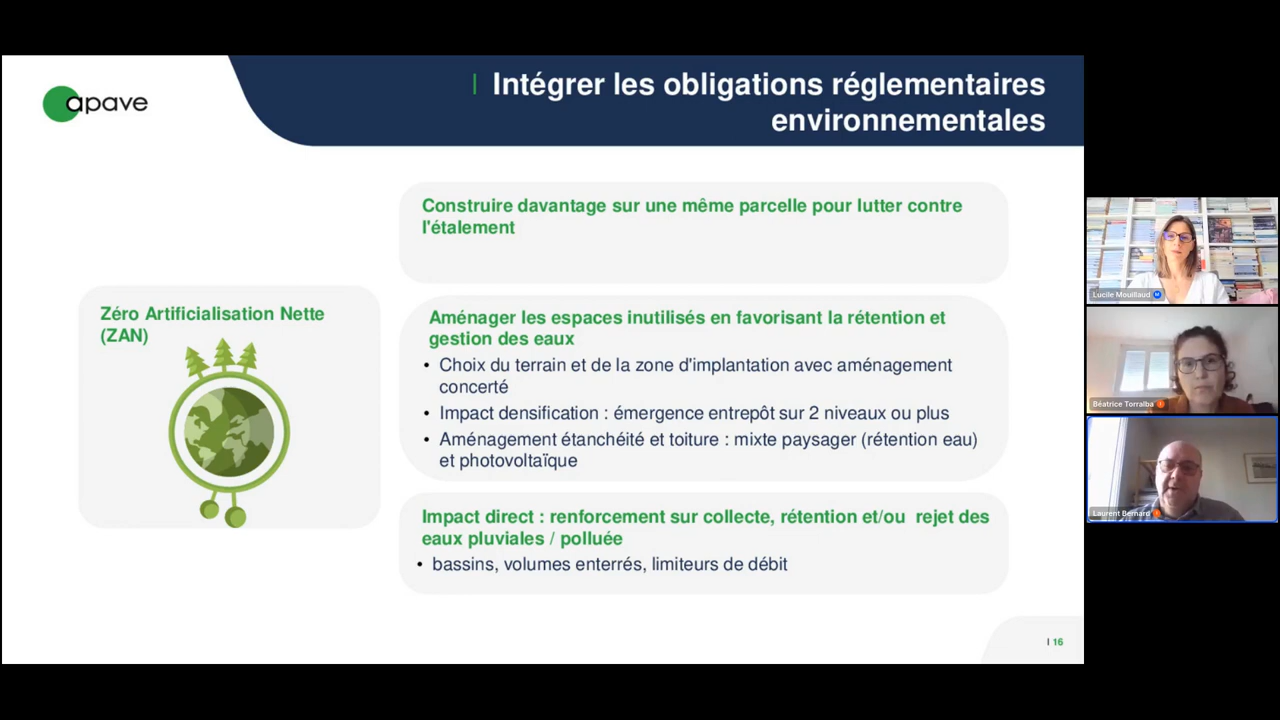 apave
| Intégrer les obligations réglementaires
environnementales
Zéro Artificialisation Nette
(ZAN)
Construire davantage sur une même parcelle pour lutter contre
l'étalement
Aménager les espaces inutilisés en favorisant la rétention et
gestion des eaux
• Choix du terrain et de la zone d'implantation avec aménagement
concerté
• Impact densification : émergence entrepôt sur 2 niveaux ou plus
• Aménagement étanchéité et toiture : mixte paysager (rétention eau)
et photovoltaïque
Impact direct : renforcement sur collecte, rétention et/ou rejet des
eaux pluviales / polluée
• bassins, volumes enterrés, limiteurs de débit
| 16
Lucile Mouillaud
Béatrice Torralba
Laurent Bernard